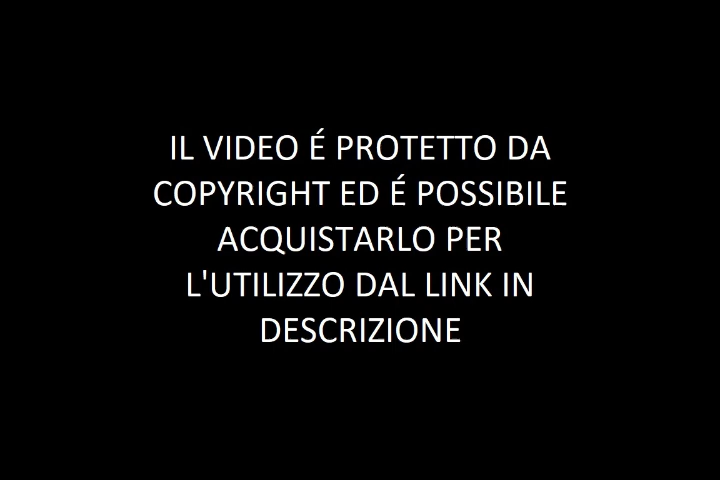 IL VIDEO É PROTETTO DA
COPYRIGHT ED É POSSIBILE
ACQUISTARLO PER
L'UTILIZZO DAL LINK IN
DESCRIZIONE